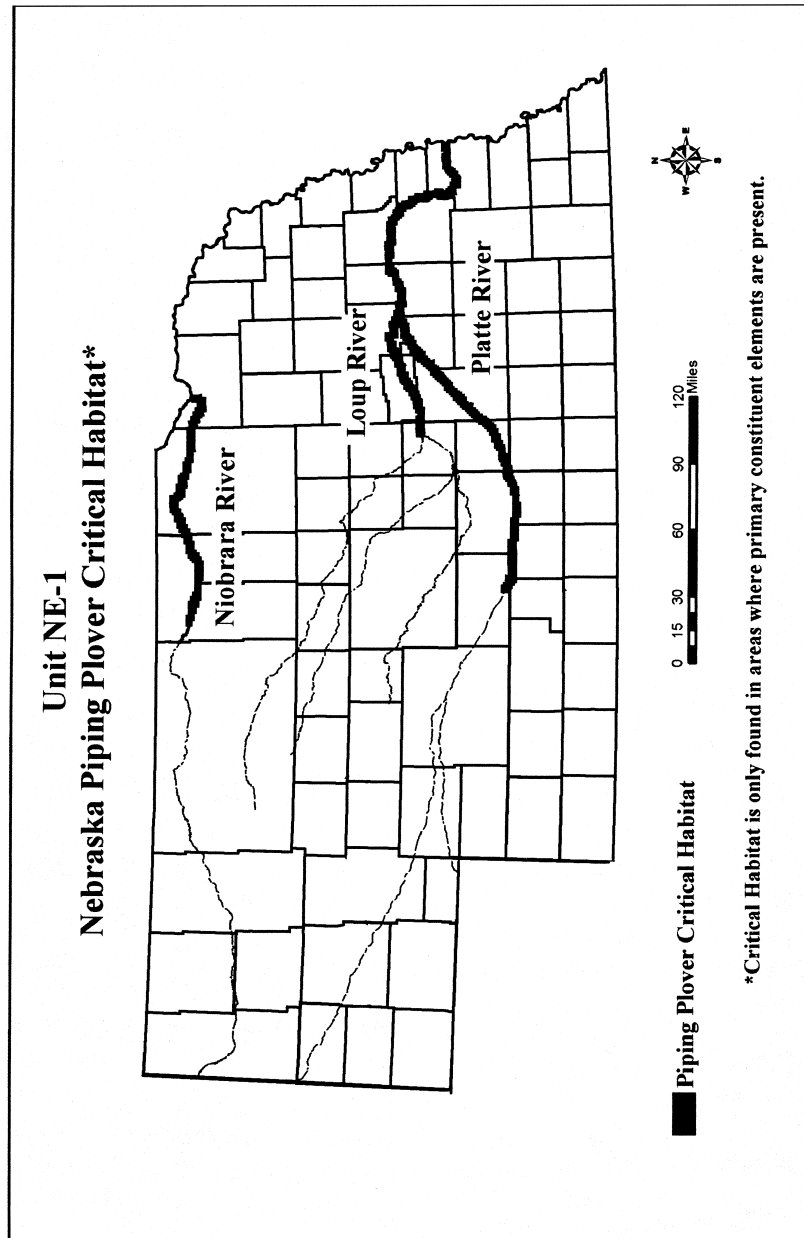 Unit NE-1
Nebraska Piping Plover Critical Habitat*
Niobrara River
Loup River
Platte River
N
W
E
S
0 15 30 60 90 120
Miles
Piping Plover Critical Habitat
*Critical Habitat is only found in areas where primary constituent elements are present.